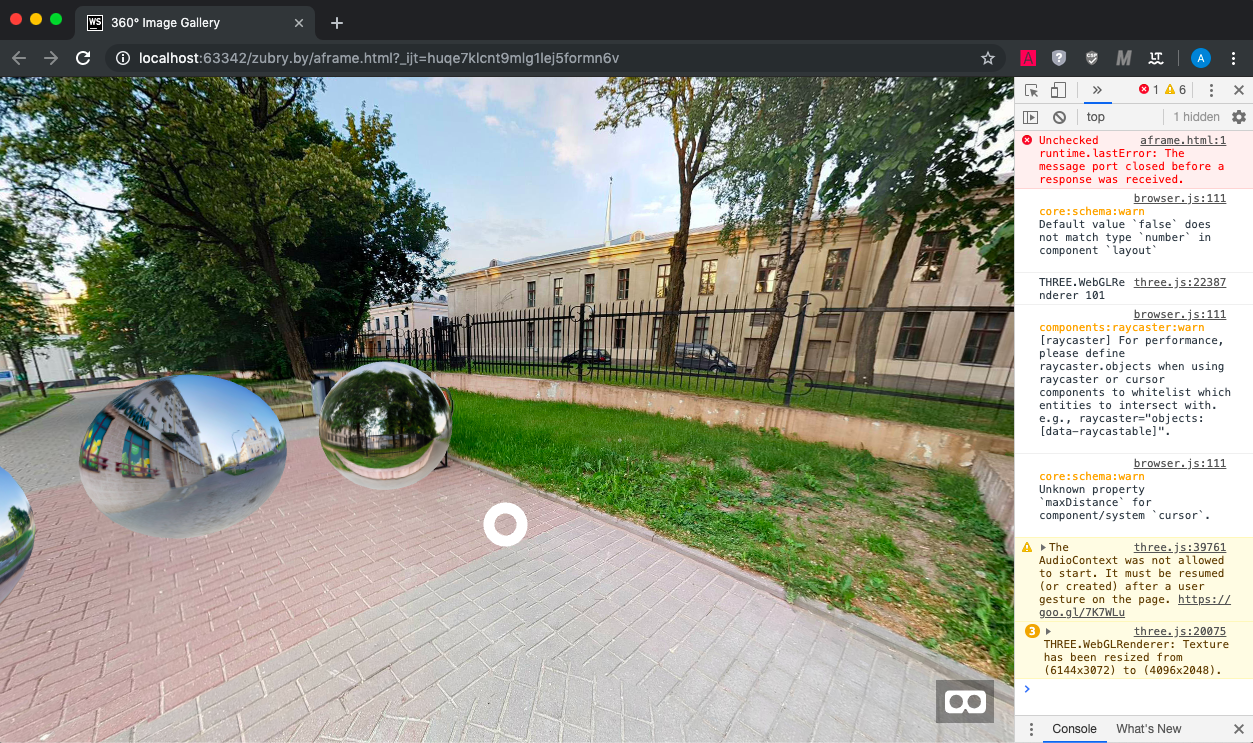 WS 360° Image Gallery
localhost:63342/zubry.by/aframe.html?_ijt=huqe7klcnt9mlg1lej5formn6v
A
? CSP M LT A
1 6
top 1 hidden
Unchecked aframe.html:1
runtime.lastError: The
message port closed before a
response was received.
browser.js:111
core:schema:warn
Default value `false` does
not match type `number` in
component `layout`
THREE.WebGLRe three.js:22387
nderer 101
browser.js:111
components:raycaster:warn
[raycaster] For performance,
please define
raycaster.objects when using
raycaster or cursor
components to whitelist which
entities to intersect with.
e.g., raycaster="objects:
[data-raycastable]".
browser.js:111
core:schema:warn
Unknown property
`maxDistance` for
component/system `cursor`.
The three.js:39761
AudioContext was not allowed
to start. It must be resumed
(or created) after a user
gesture on the page. https://
goo.gl/7K7WLu
3 three.js:20075
THREE.WebGLRenderer: Texture
has been resized from
(6144x3072) to (4096x2048).
Console What's New